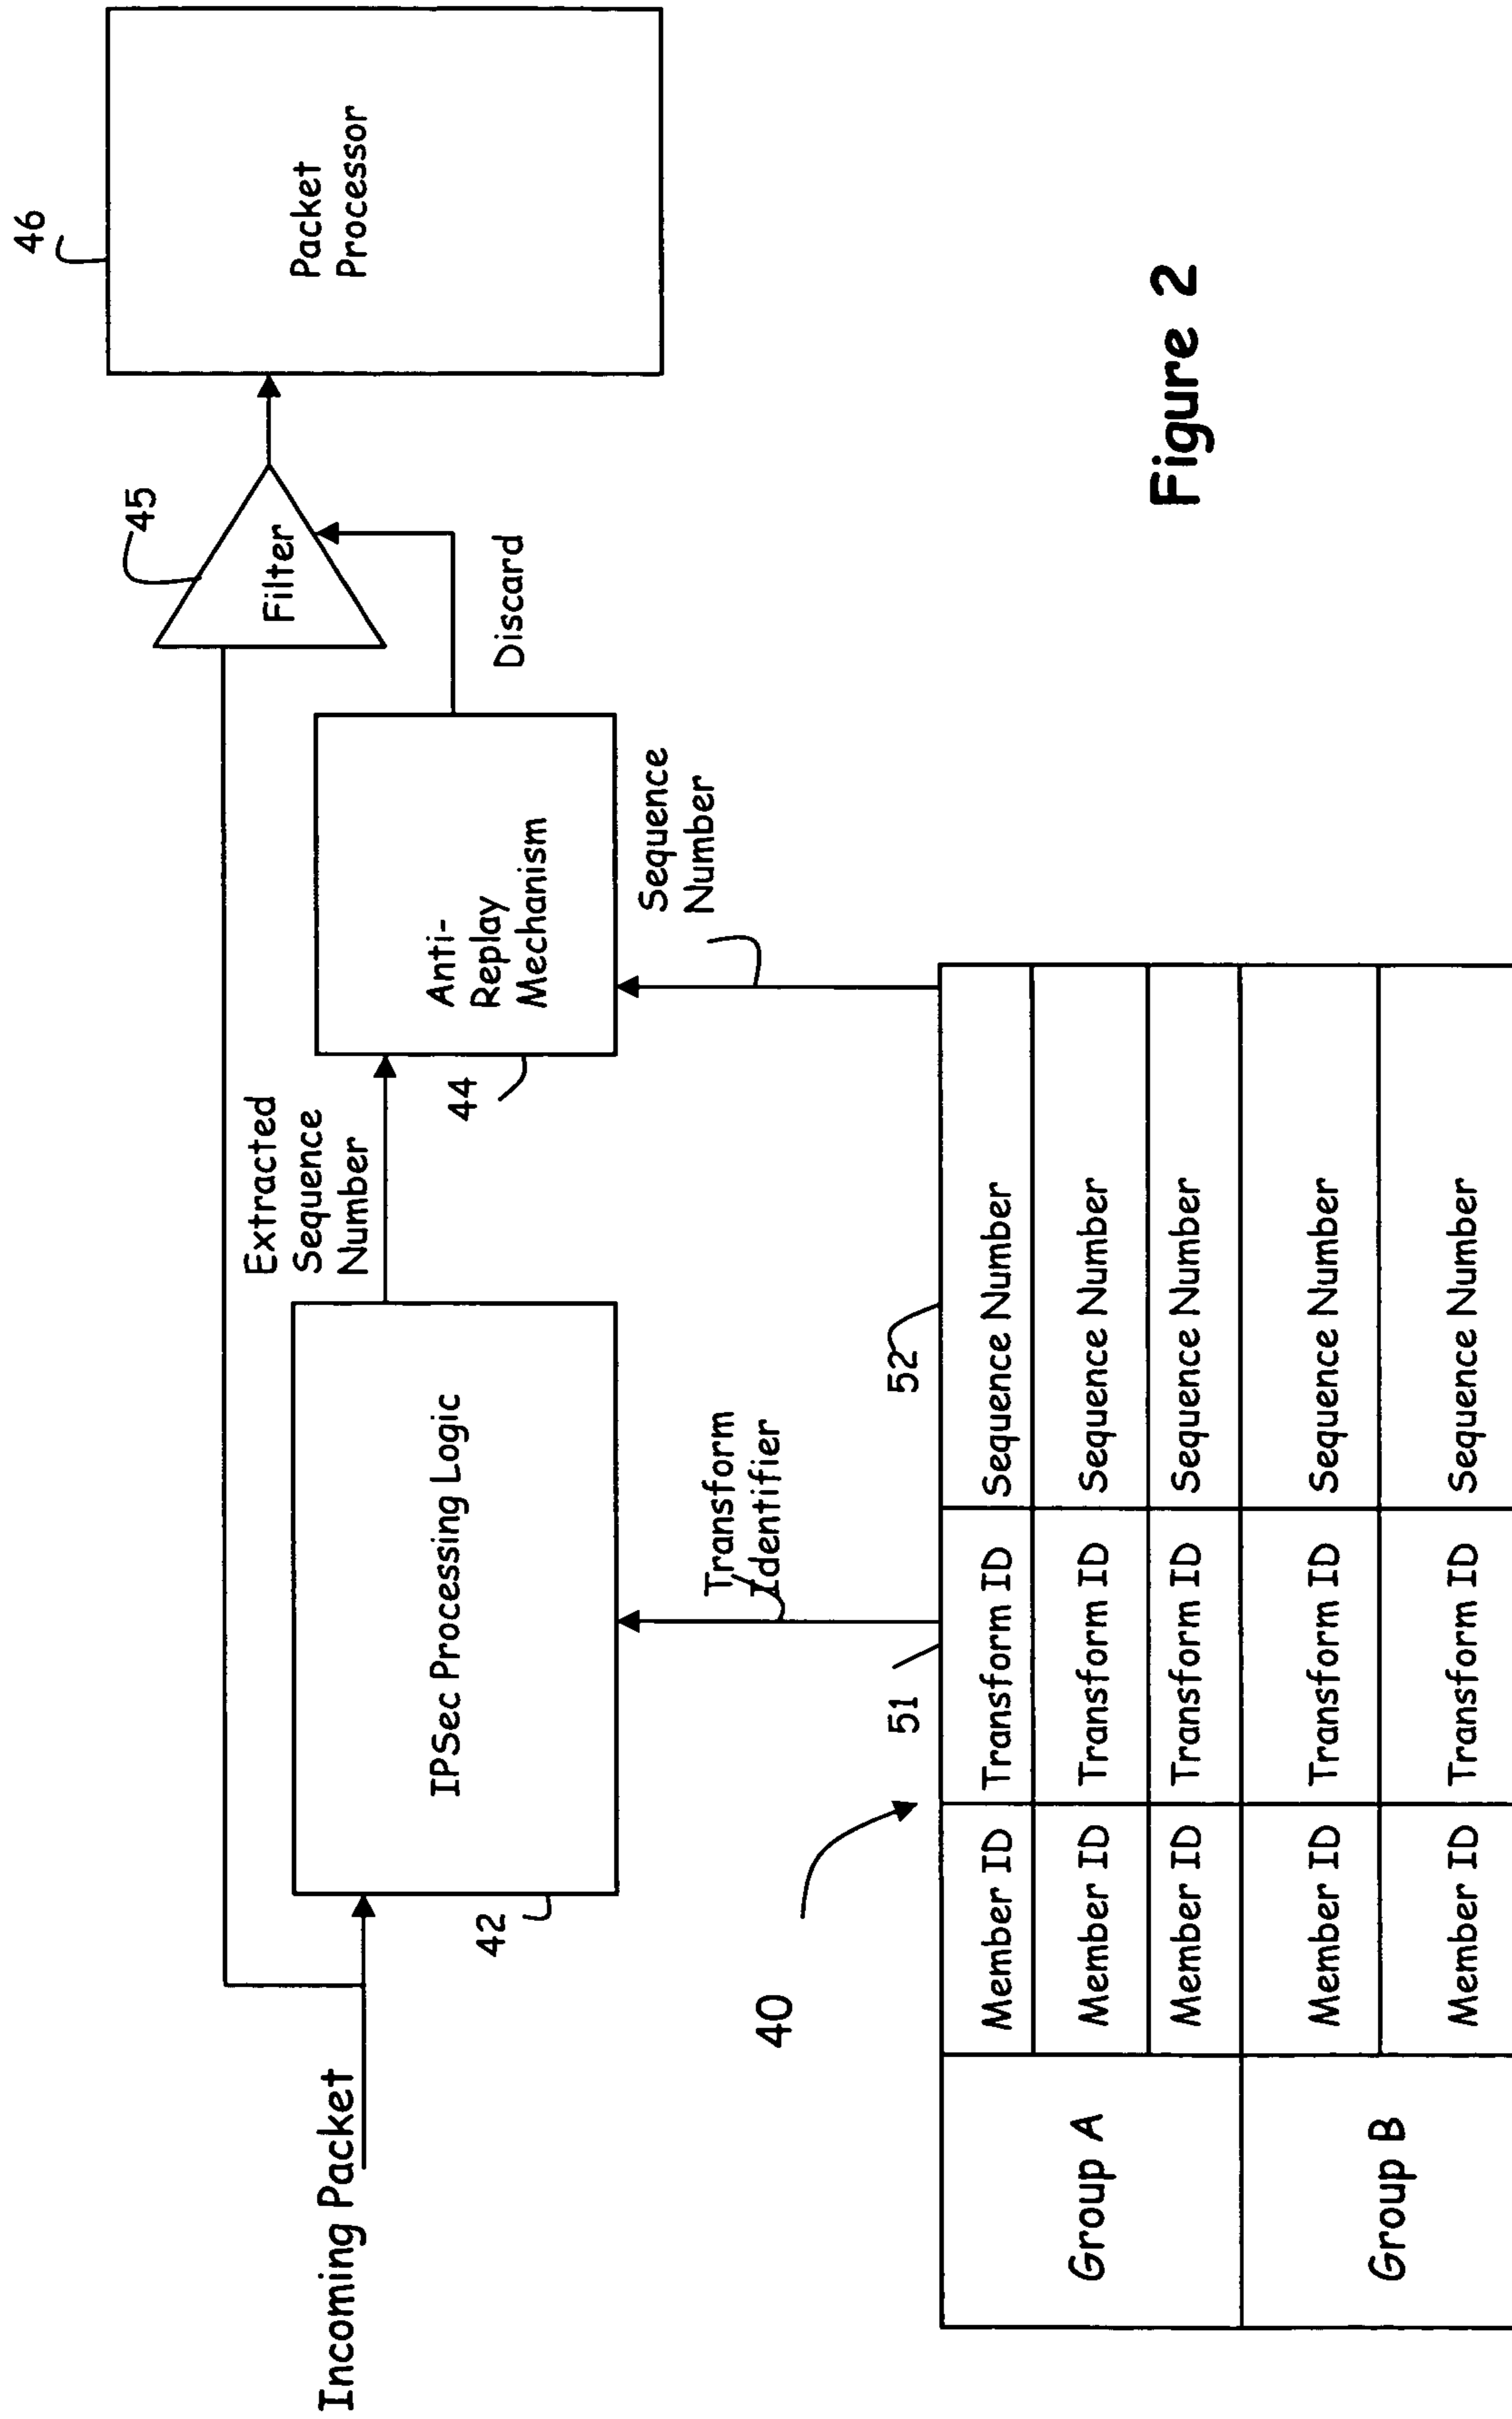 46
Packet
Processor
45
Filter
Discard
Extracted
Sequence
Number
Anti-
Replay
Mechanism
44
Sequence
Number
IPSec Processing Logic
42
Incoming Packet
Transform
Identifier
40
51
52
Group A
Member ID
Transform ID
Sequence Number
Member ID
Transform ID
Sequence Number
Member ID
Transform ID
Sequence Number
Group B
Member ID
Transform ID
Sequence Number
Member ID
Transform ID
Sequence Number
Figure 2